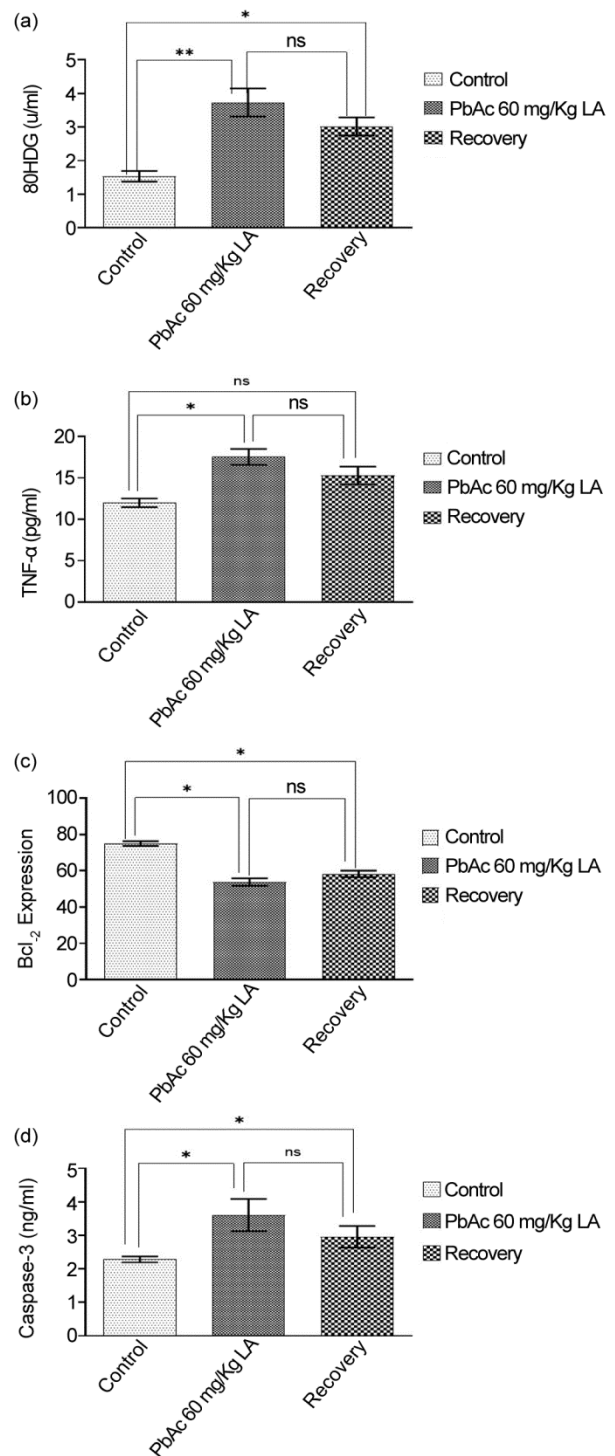 (a)
*
**
ns
80HDG (u/ml)
5
4
3
2
1
0
Control
PbAc 60 mg/Kg LA
Recovery
Control
PbAc 60 mg/Kg LA
Recovery
(b)
ns
*
ns
TNF-α (pg/ml)
20
15
10
5
0
Control
PbAc 60 mg/Kg LA
Recovery
Control
PbAc 60 mg/Kg LA
Recovery
(c)
*
*
ns
Bcl-2 Expression
100
80
60
40
20
0
Control
PbAc 60 mg/Kg LA
Recovery
Control
PbAc 60 mg/Kg LA
Recovery
(d)
*
*
ns
Caspase-3 (ng/ml)
5
4
3
2
1
0
Control
PbAc 60 mg/Kg LA
Recovery
Control
PbAc 60 mg/Kg LA
Recovery